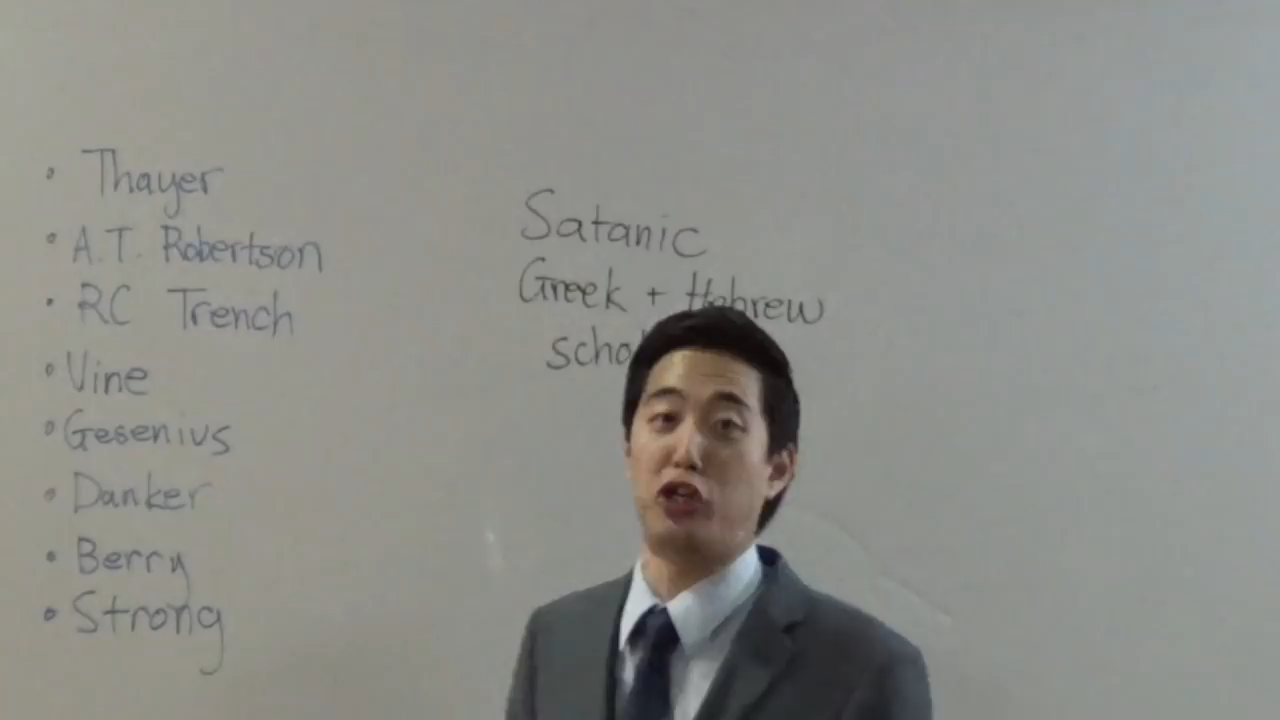 • Thayer
• A.T. Robertson
• RC Trench
• Vine
• Gesenius
• Danker
• Berry
• Strong
Satanic
Greek + Hebrew